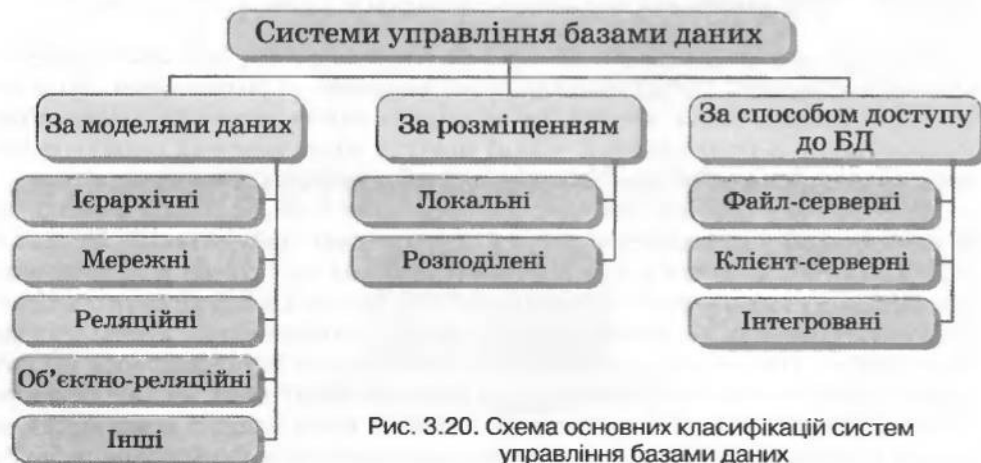 Системи управління базами даних
За моделями даних
Ієрархічні
Мережні
Реляційні
Об’єктно-реляційні
Інші
За розміщенням
Локальні
Розподілені
За способом доступу
до БД
Файл-серверні
Клієнт-серверні
Інтегровані
Рис. 3.20. Схема основних класифікацій систем
управління базами даних